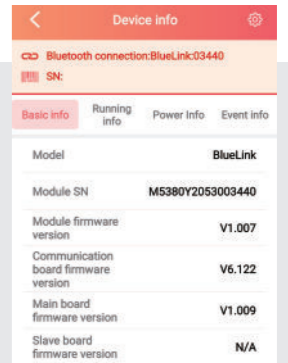 Device info
Bluetooth connection:BlueLink:03440
SN:
Basic info
Running
info
Power Info
Event info
Model
BlueLink
Module SN
M5380Y2053003440
Module firmware
version
V1.007
Communication
board firmware
version
V6.122
Main board
firmware version
V1.009
Slave board
firmware version
N/A